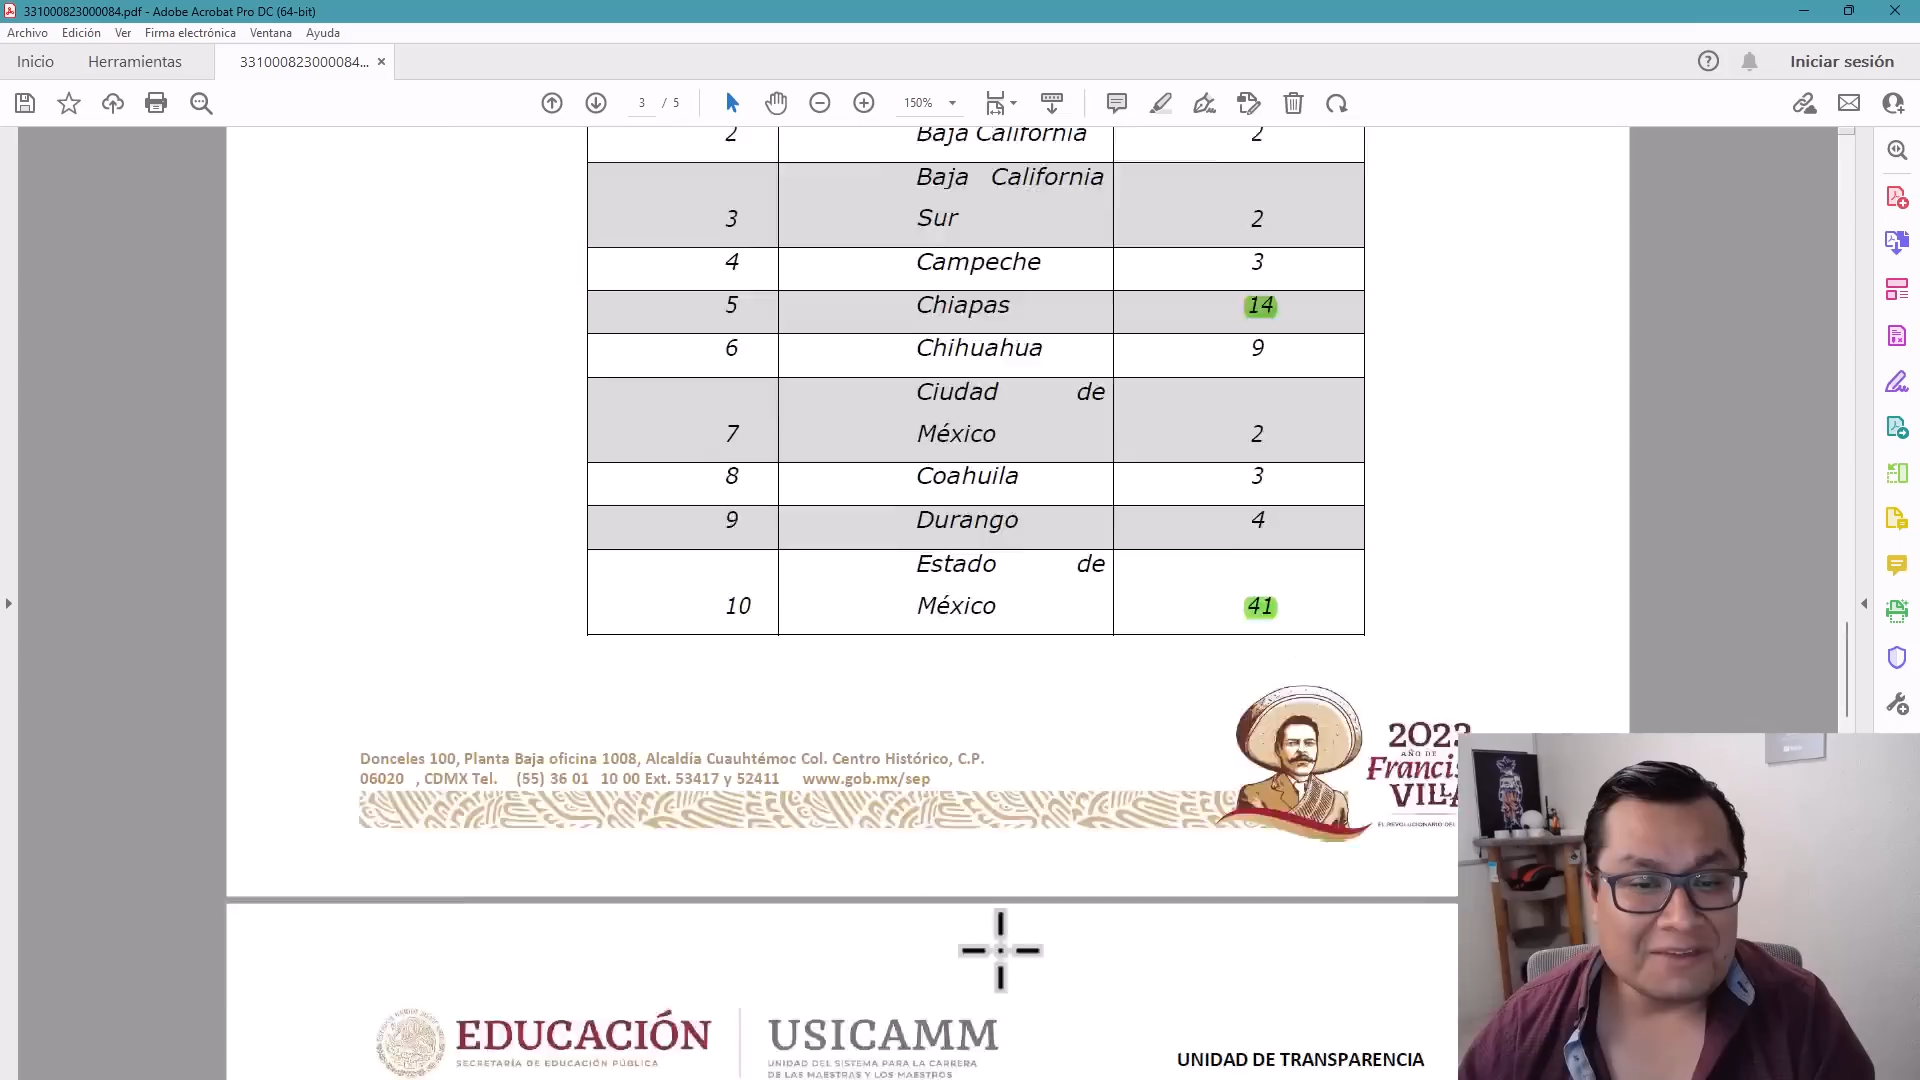 331000823000084.pdf - Adobe Acrobat Pro DC (64-bit)
Archivo Edición Ver Firma electrónica Ventana Ayuda
Inicio Herramientas 331000823000084... × Iniciar sesión
3 / 5 150%
2 Baja California 2
3 Baja California 2
Sur
4 Campeche 3
5 Chiapas 14
6 Chihuahua 9
7 Ciudad de 2
México
8 Coahuila 3
9 Durango 4
10 Estado de 41
México
Donceles 100, Planta Baja oficina 1008, Alcaldía Cuauhtémoc Col. Centro Histórico, C.P.
06020 , CDMX Tel. (55) 36 01 10 00 Ext. 53417 y 52411 www.gob.mx/sep
2023
AÑO DE
EDUCACIÓN
SECRETARÍA DE EDUCACIÓN PÚBLICA
USICAMM
UNIDAD DEL SISTEMA PARA LA CARRERA
DE LAS MAESTRAS Y LOS MAESTROS
UNIDAD DE TRANSPARENCIA